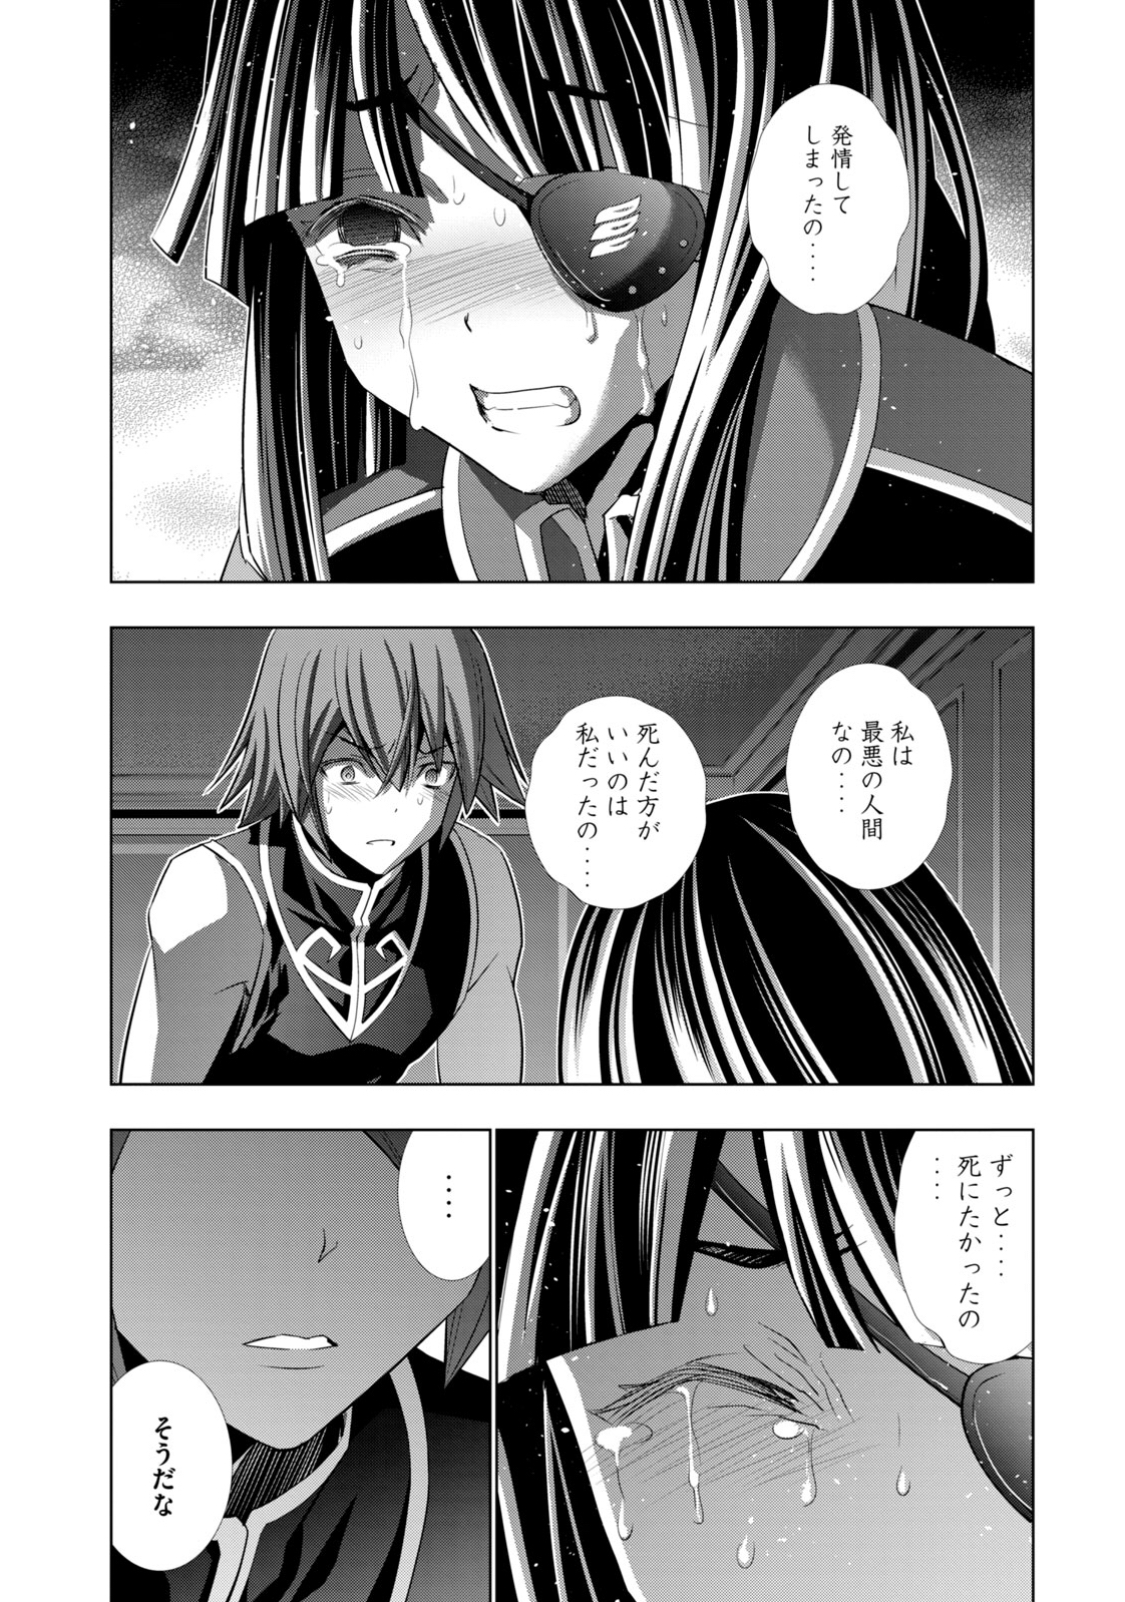 発情して
しまったの‥‥
私は
最悪の人間
なの‥‥
死んだ方が
いいのは
私だったの‥‥
ずっと‥‥
死にたかったの
‥‥
‥‥
そうだな